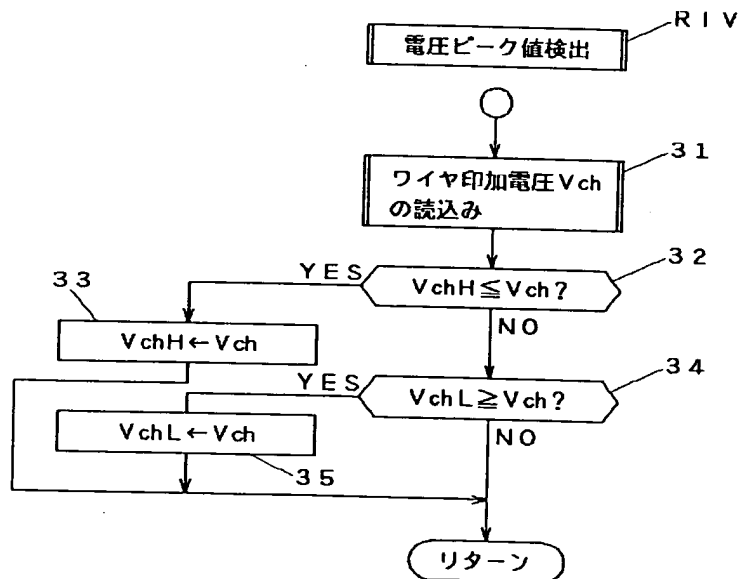 RIV
電圧ピーク値検出
31
ワイヤ印加電圧Vch
の読込み
32
VchH≦Vch?
YES
NO
33
VchH←Vch
34
VchL≧Vch?
YES
NO
VchL←Vch
35
リターン